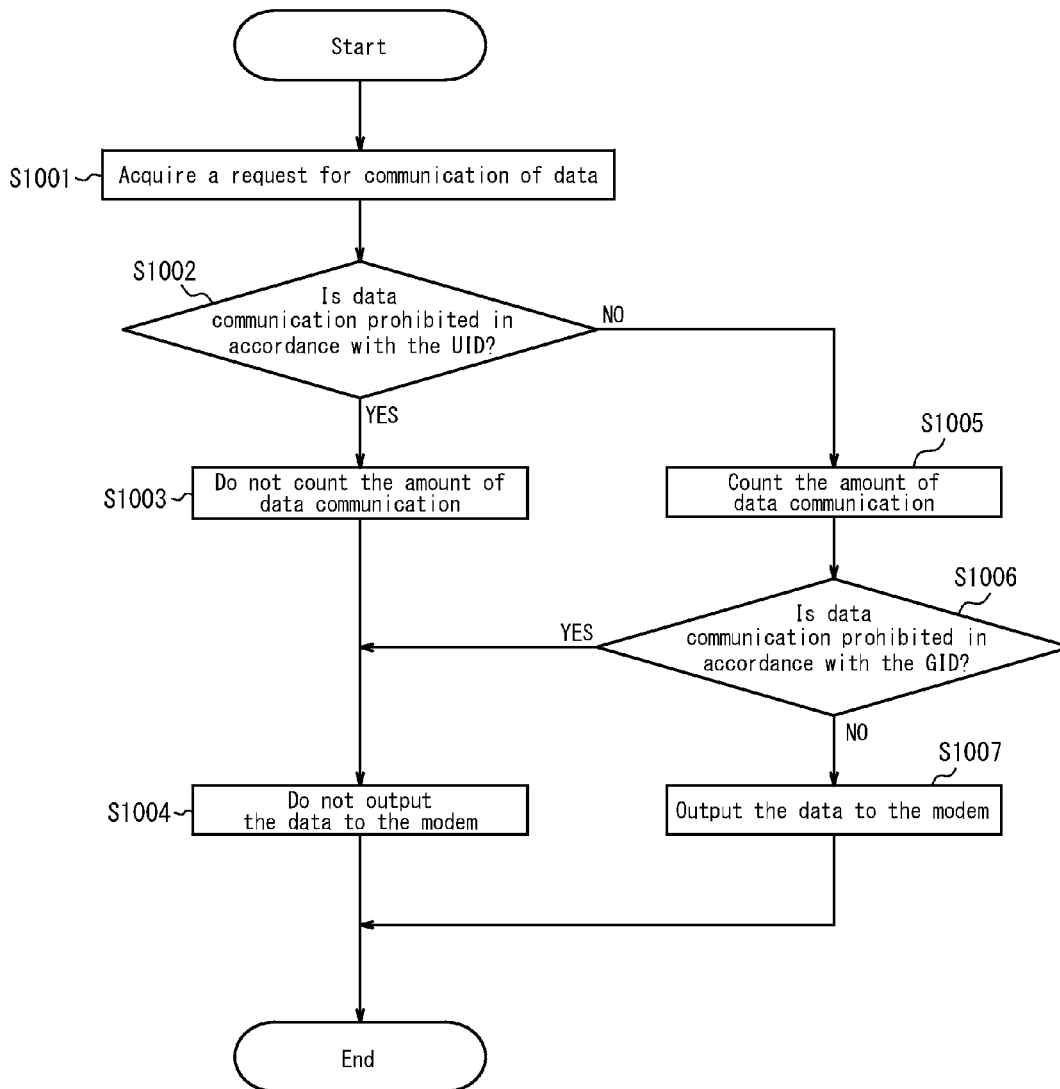 Start
S1001
Acquire a request for communication of data
S1002
Is data
communication prohibited in
accordance with the UID?
NO
YES
S1003
Do not count the amount of
data communication
S1005
Count the amount of
data communication
S1006
Is data
communication prohibited in
accordance with the GID?
YES
NO
S1004
Do not output
the data to the modem
S1007
Output the data to the modem
End